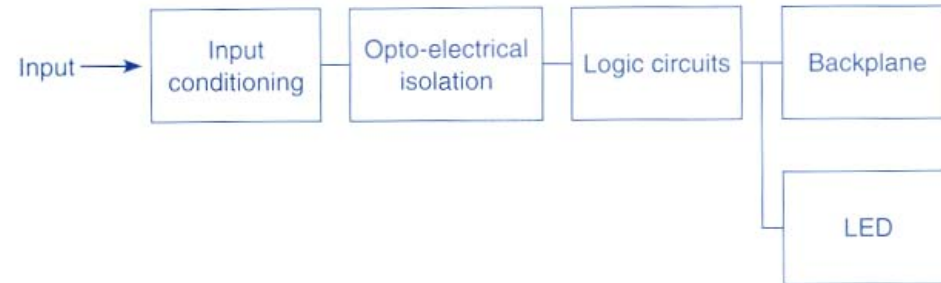 Input
Input
conditioning
Opto-electrical
isolation
Logic circuits
Backplane
LED